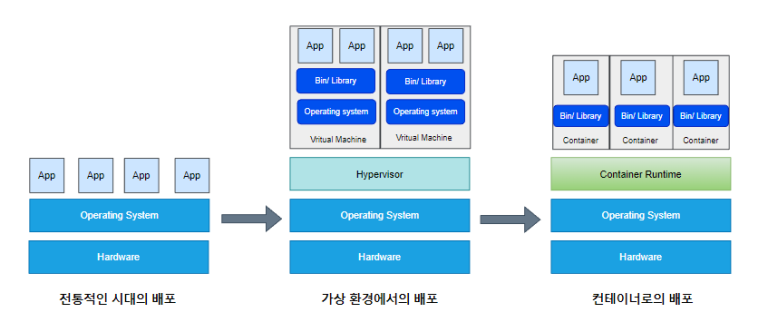 App App App App
Operating System
Hardware
전통적인 시대의 배포
App App App App
Bin/ Library Bin/ Library
Operating system Operating system
Vritual Machine Vritual Machine
Hypervisor
Operating System
Hardware
가상 환경에서의 배포
App App App
Bin/ Library Bin/ Library Bin/ Library
Container Container Container
Container Runtime
Operating System
Hardware
컨테이너로의 배포